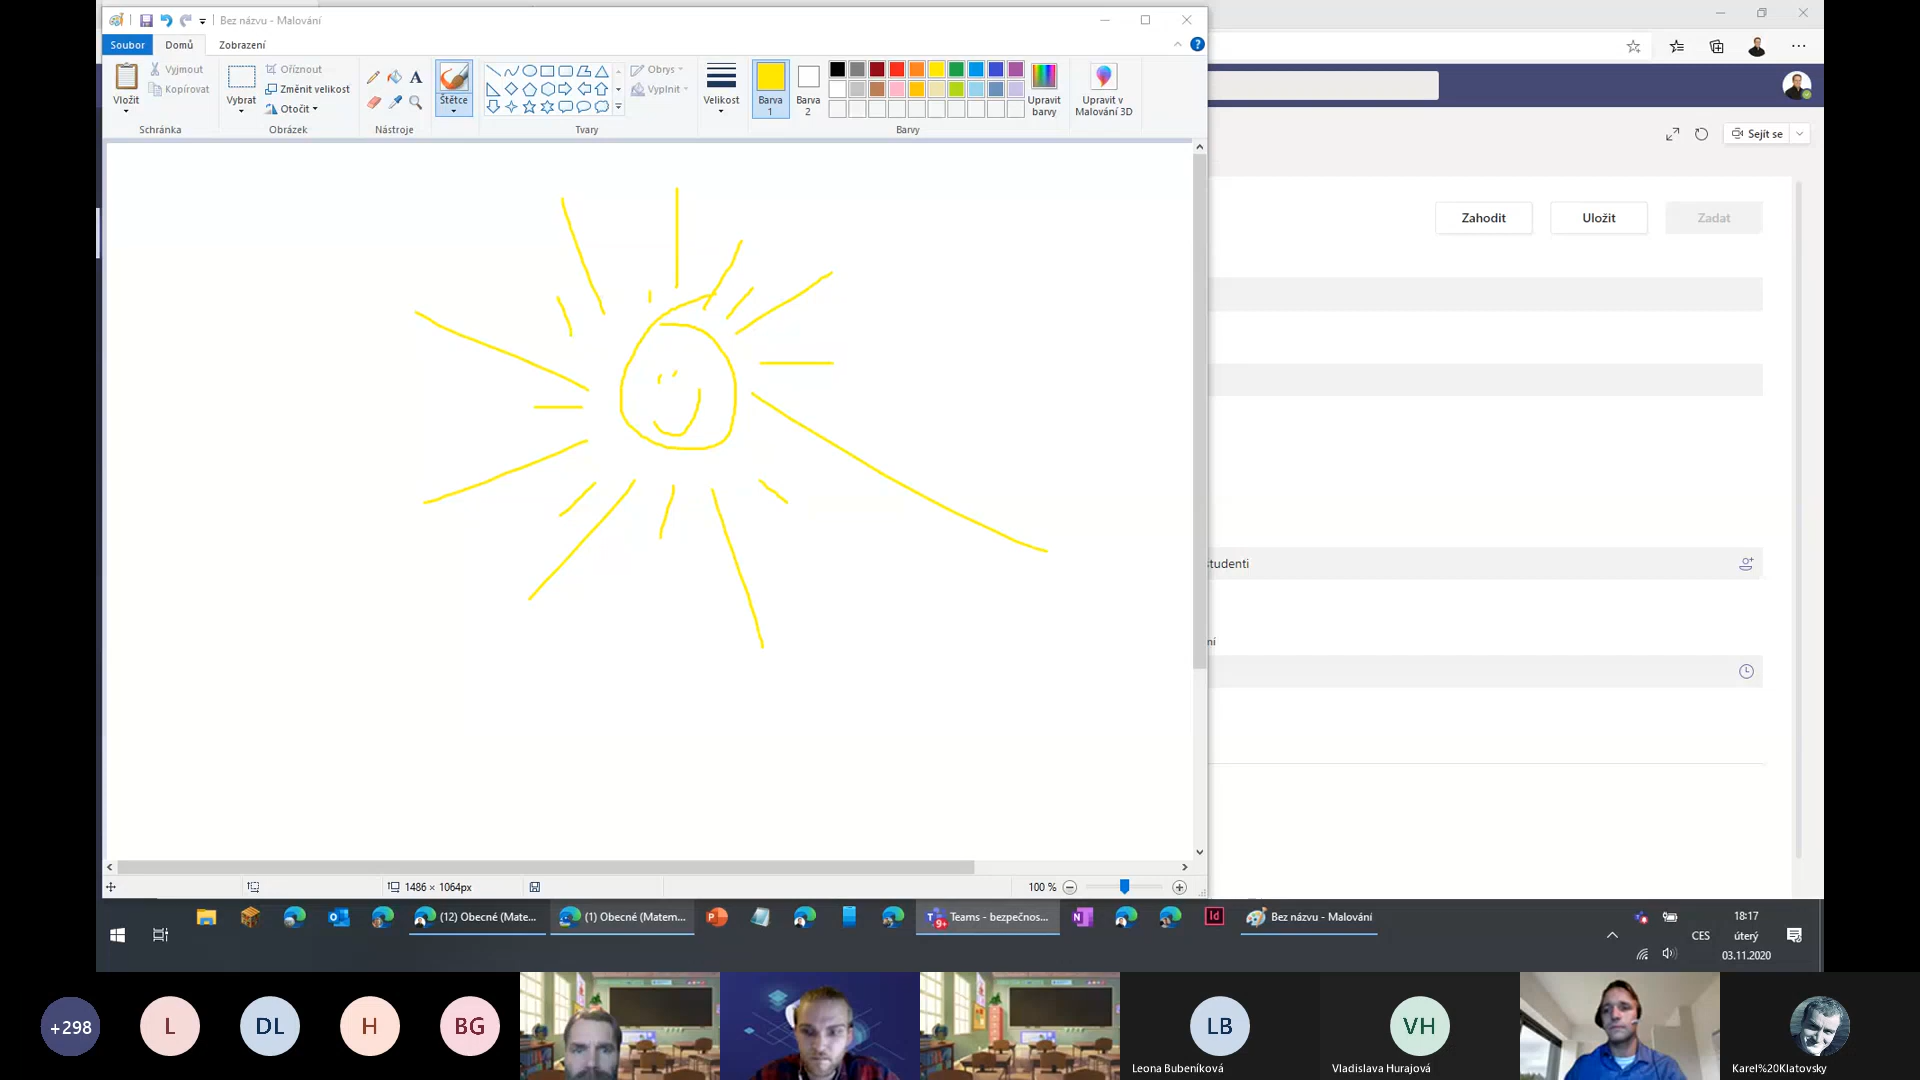 Bez názvu - Malování
Soubor Domů Zobrazení
Vložit
Vyjmout
Kopírovat
Schránka
Vybrat
Oříznout
Změnit velikost
Otočit
Obrázek
A
Nástroje
Štětce
Obrys
Vyplnit
Tvary
Velikost
Barva
1
Barva
2
Upravit
barvy
Barvy
Upravit v
Malování 3D
Sejít se
Zahodit
Uložit
Zadat
studenti
ní
1486 × 1064px
100 %
(12) Obecné (Mate...
(1) Obecné (Matem...
Teams - bezpečnos...
9+
Bez názvu - Malování
CES
18:17
úterý
03.11.2020
+298
L
DL
H
BG
LB
Leona Bubeníková
VH
Vladislava Hurajová
Karel%20Klatovsky